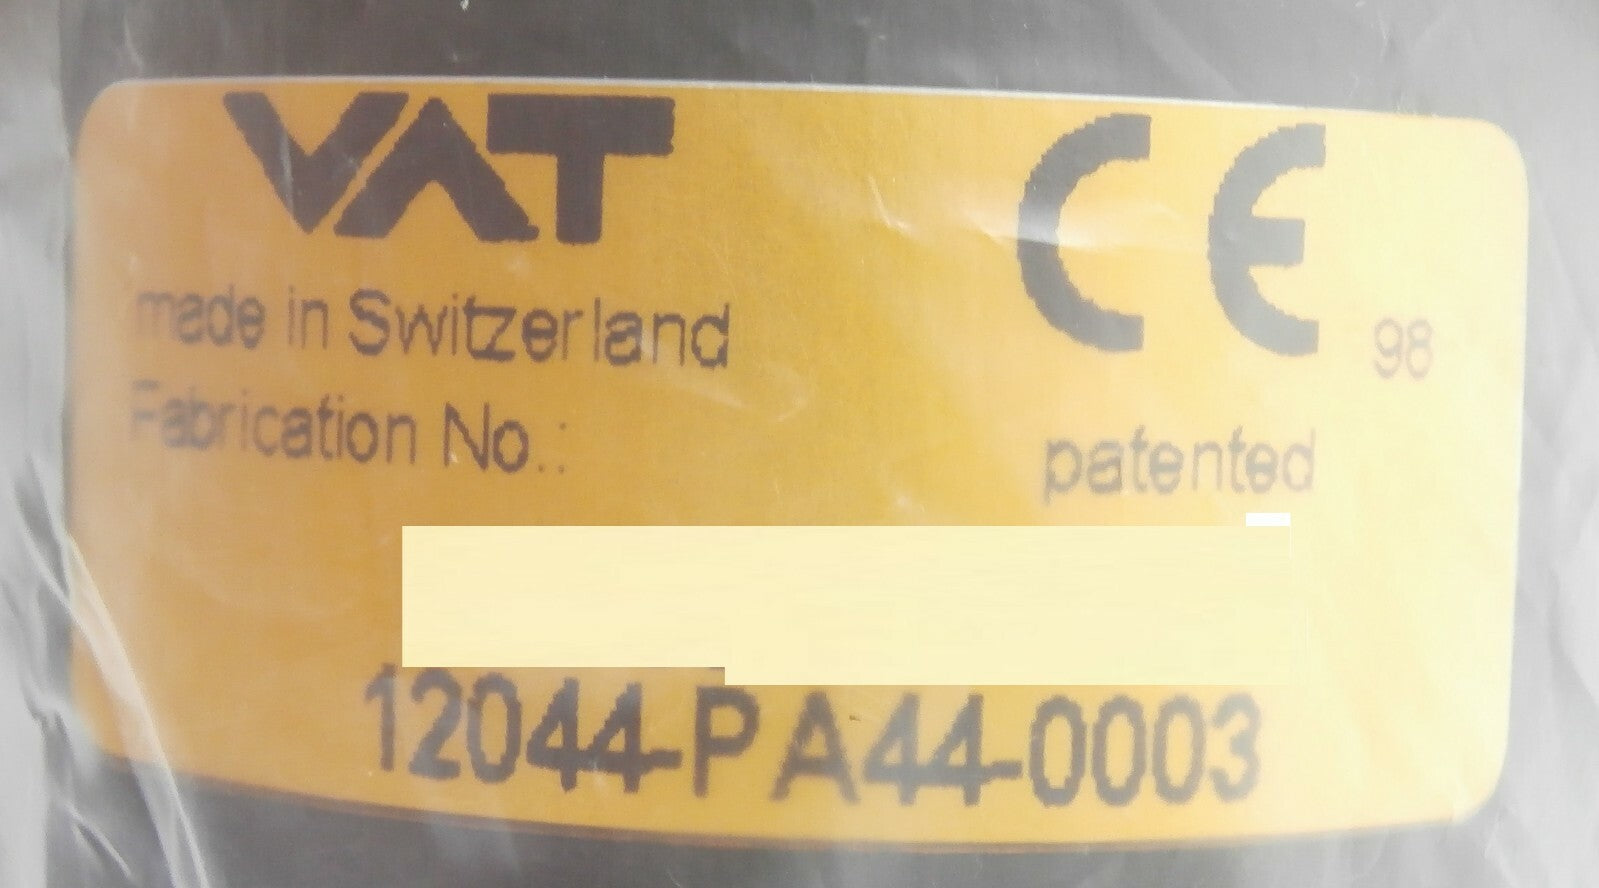 VAT CE 98
made in Switzerland
Fabrication No.: patented
12044-PA44-0003